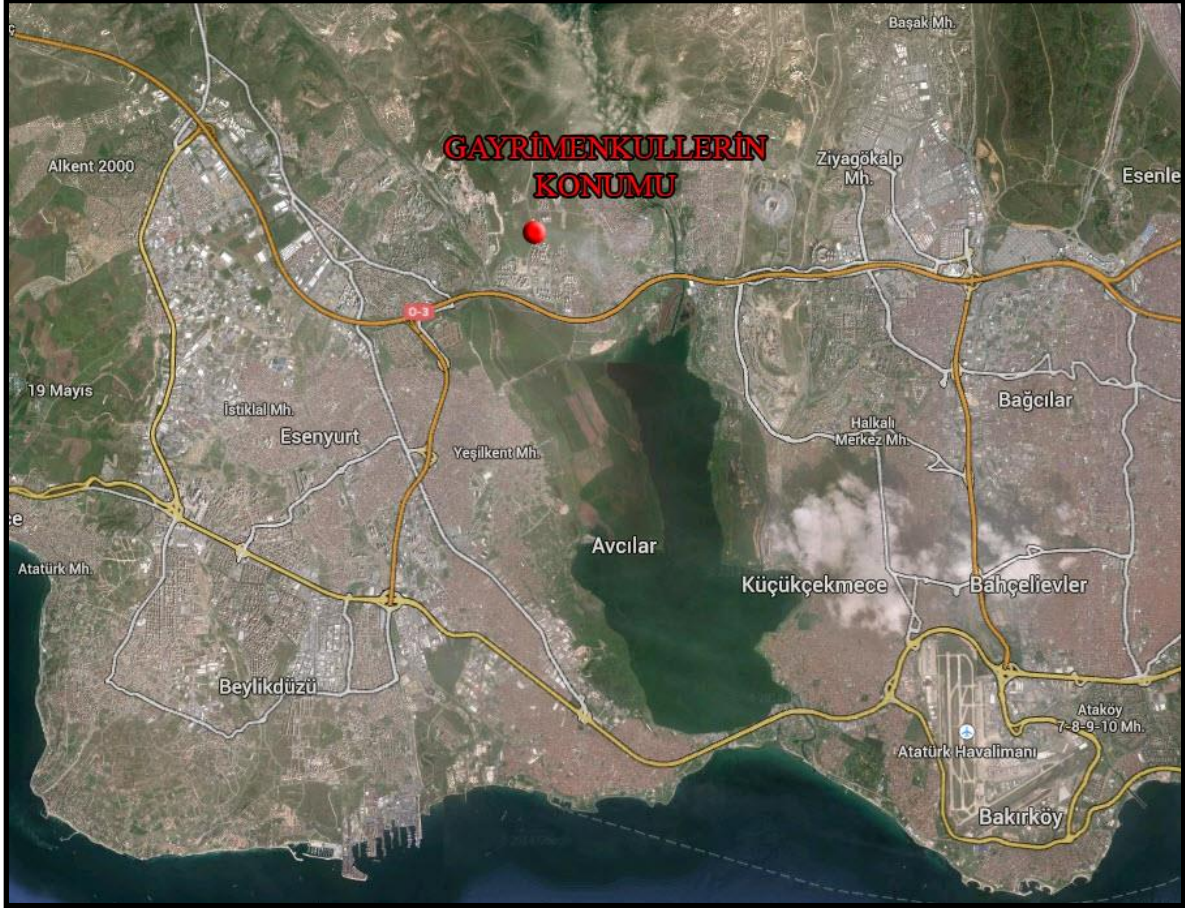 Başak Mh.
GAYRİMENKULLERİN
KONUMU
Alkent 2000
Ziyagökalp
Mh.
Esenle
O-3
19 Mayıs
İstiklal Mh.
Esenyurt
Yeşilkent Mh.
Bağcılar
Halkalı
Merkez Mh.
ce
Atatürk Mh.
Avcılar
Küçükçekmece
Bahçelievler
Beylikdüzü
Ataköy
7-8-9-10 Mh.
Atatürk Havalimanı
Bakırköy